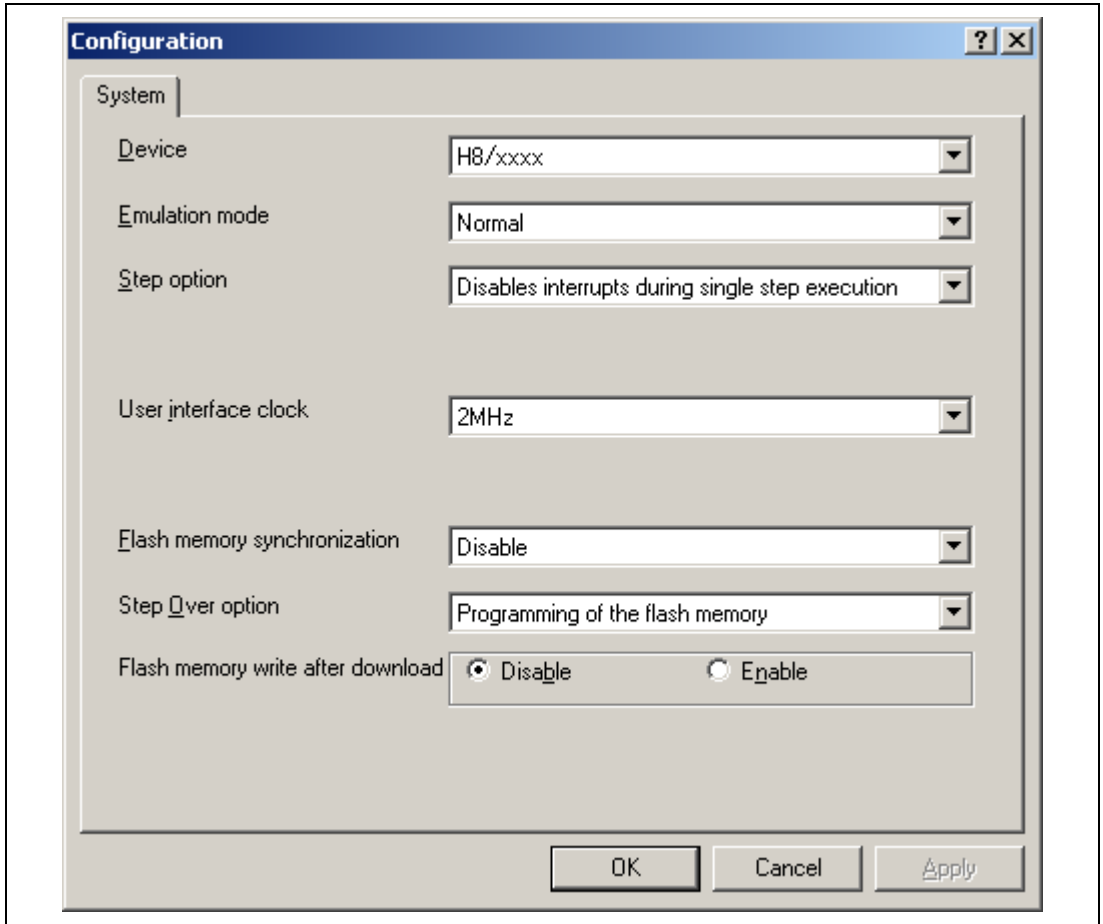 Configuration
System
Device H8/xxxx
Emulation mode Normal
Step option Disables interrupts during single step execution
User interface clock 2MHz
Flash memory synchronization Disable
Step Over option Programming of the flash memory
Flash memory write after download Disable Enable
OK Cancel Apply